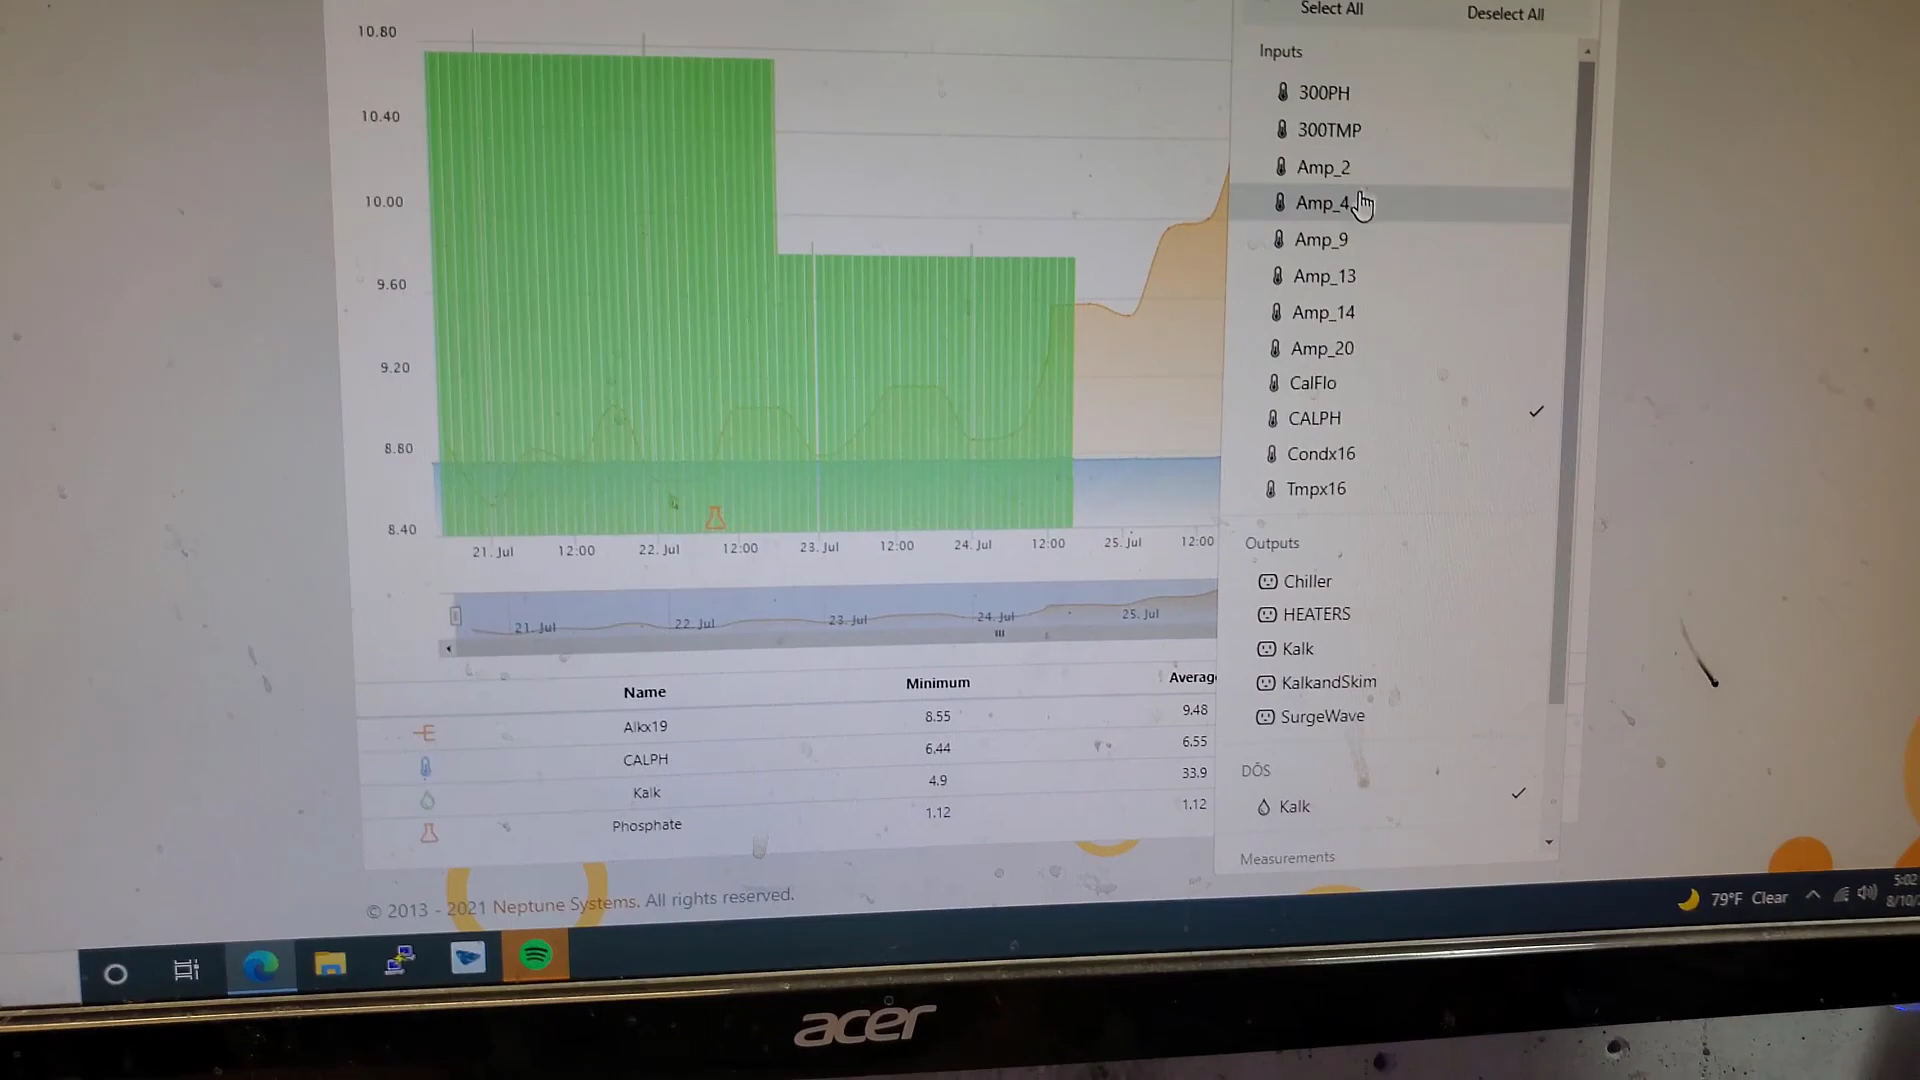 Select All
Deselect All
10.80
10.40
10.00
9.60
9.20
8.80
8.40
21. Jul
12:00
22. Jul
12:00
23. Jul
12:00
24. Jul
12:00
25. Jul
12:00
21. Jul
22. Jul
23. Jul
24. Jul
25. Jul
Inputs
300PH
300TMP
Amp_2
Amp_4
Amp_9
Amp_13
Amp_14
Amp_20
CalFlo
CALPH
Condx16
Tmpx16
Outputs
Chiller
HEATERS
Kalk
KalkandSkim
SurgeWave
DŌS
Kalk
Measurements
Name Minimum Averag
Alkx19 8.55 9.48
CALPH 6.44 6.55
Kalk 4.9 33.9
Phosphate 1.12 1.12
© 2013 - 2021 Neptune Systems. All rights reserved.
79°F Clear
5:02
8/10/
acer